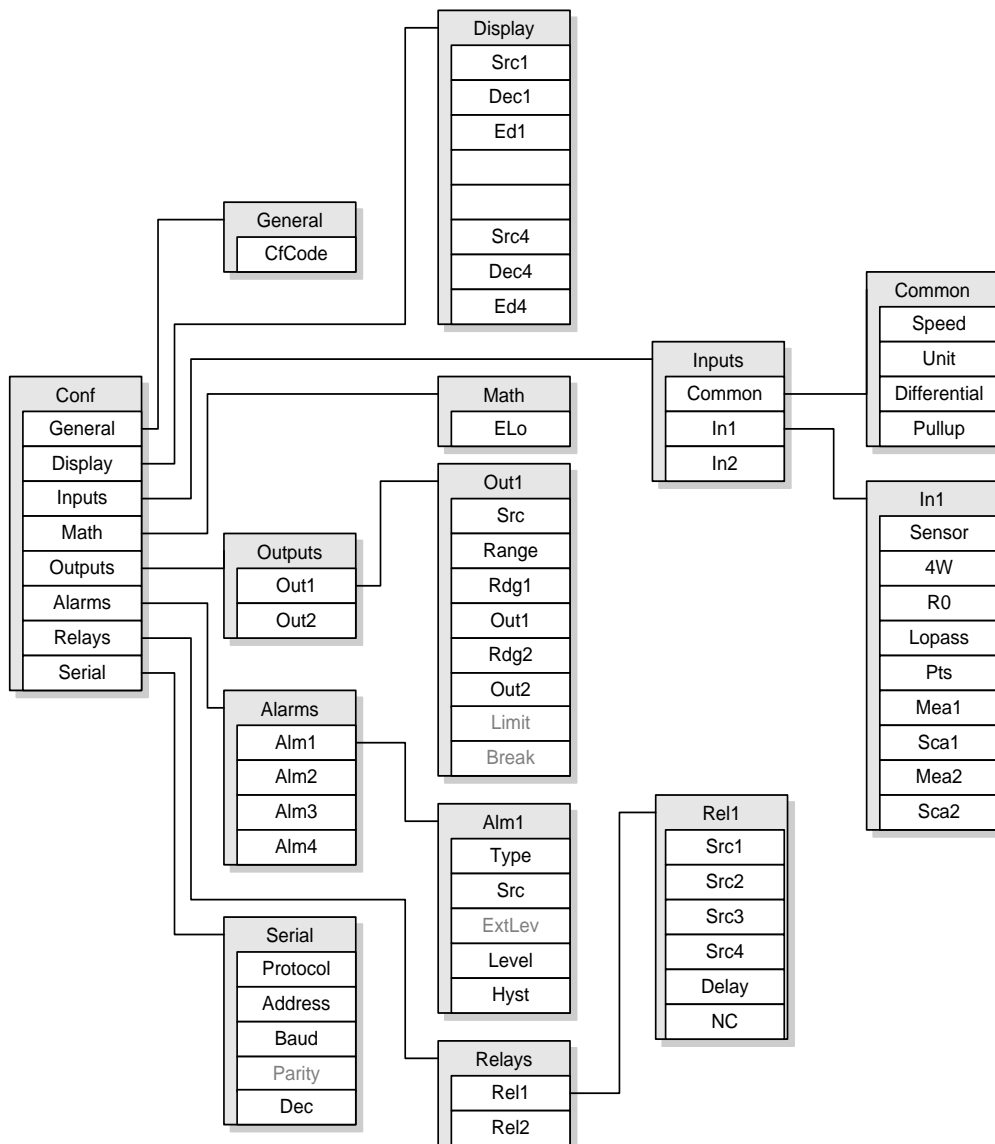 Conf
General
Display
Inputs
Math
Outputs
Alarms
Relays
Serial
General
CfCode
Display
Src1
Dec1
Ed1
Src4
Dec4
Ed4
Inputs
Common
In1
In2
Common
Speed
Unit
Differential
Pullup
In1
Sensor
4W
R0
Lopass
Pts
Mea1
Sca1
Mea2
Sca2
Math
ELo
Outputs
Out1
Out2
Out1
Src
Range
Rdg1
Out1
Rdg2
Out2
Limit
Break
Alarms
Alm1
Alm2
Alm3
Alm4
Alm1
Type
Src
ExtLev
Level
Hyst
Relays
Rel1
Rel2
Rel1
Src1
Src2
Src3
Src4
Delay
NC
Serial
Protocol
Address
Baud
Parity
Dec